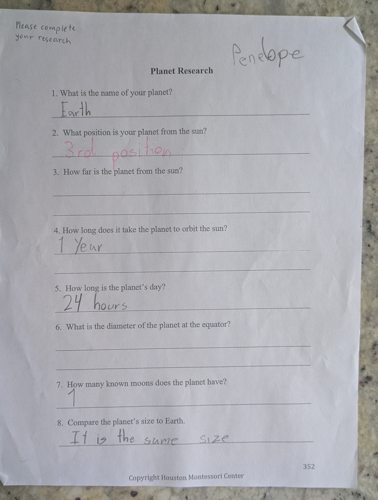 Please complete
your research
Penelope
Planet Research
1. What is the name of your planet?
Earth
2. What position is your planet from the sun?
3rd position
3. How far is the planet from the sun?
4. How long does it take the planet to orbit the sun?
1 Year
5. How long is the planet's day?
24 hours
6. What is the diameter of the planet at the equator?
7. How many known moons does the planet have?
1
8. Compare the planet's size to Earth.
It is the same size
352
Copyright Houston Montessori Center